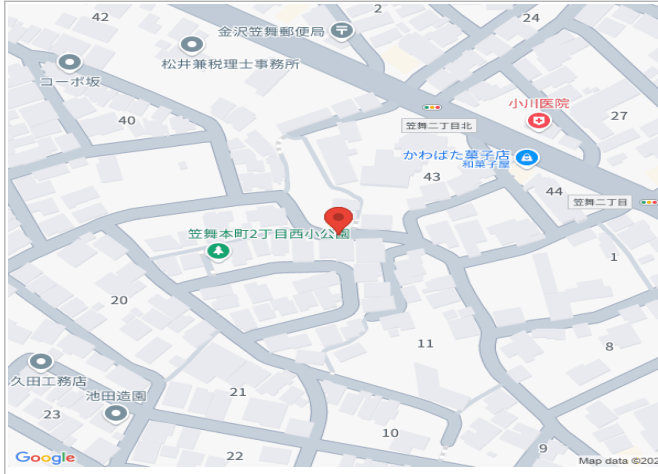 42
2
24
金沢笠舞郵便局
松井兼税理士事務所
コーポ坂
小川医院
40
笠舞二丁目北
27
かわばた菓子店
和菓子屋
43
44
笠舞二丁目
笠舞本町2丁目西小公園
1
20
11
8
久田工務店
21
池田造園
23
10
22
9
Google
Map data ©202